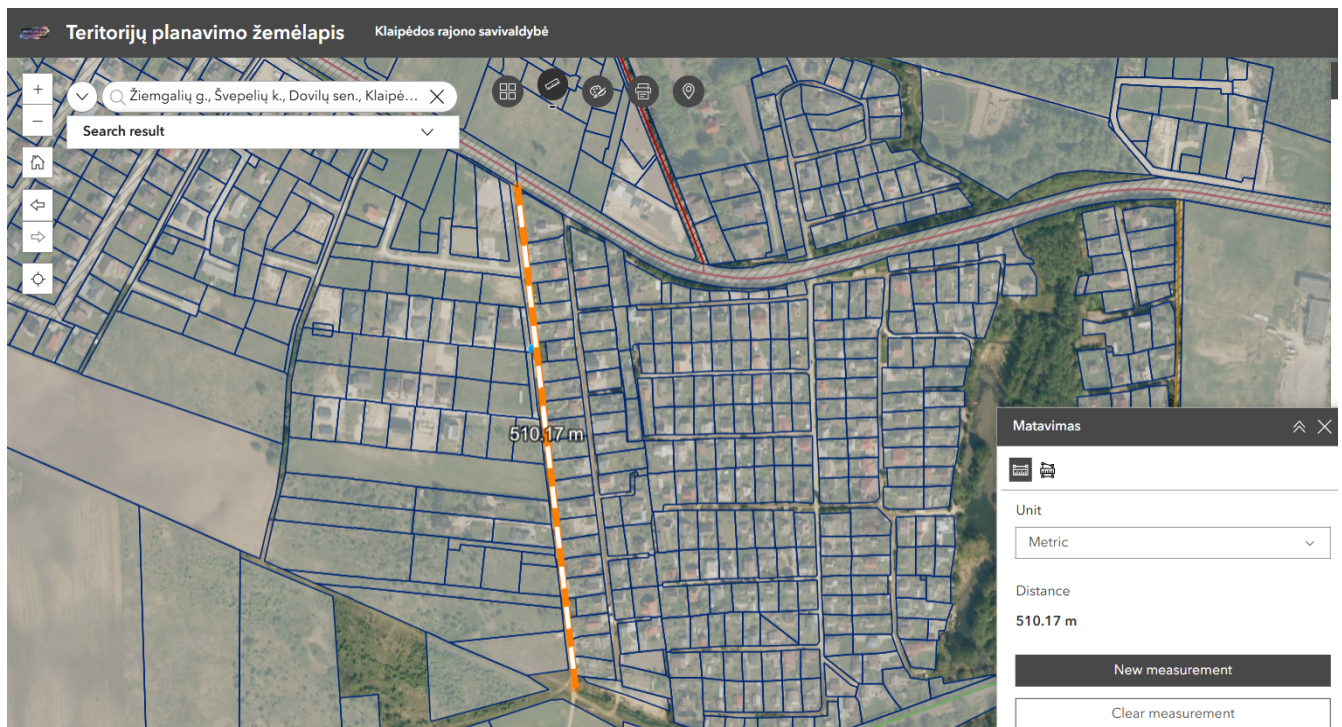 Teritorijų planavimo žemėlapis
Klaipėdos rajono savivaldybė
Žiemgalių g., Švepelių k., Dovilų sen., Klaipė...
Search result
510.17 m
Matavimas
Unit
Metric
Distance
510.17 m
New measurement
Clear measurement